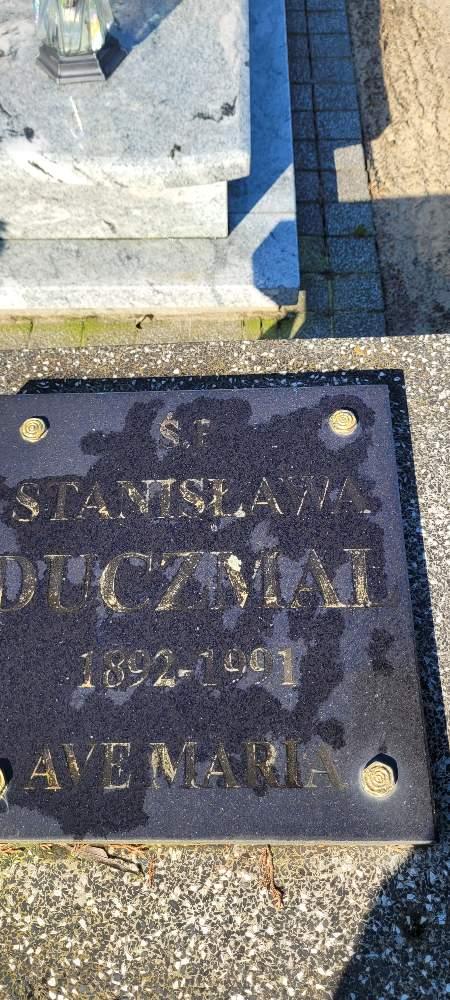 Ś.P.
STANISŁAWA
DUCZMAL
1892-1991
AVE MARIA